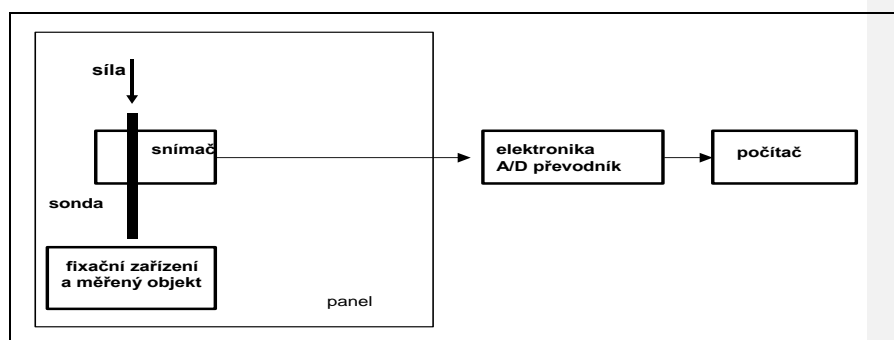 síla
snímač
sonda
fixační zařízení
a měřený objekt
panel
elektronika
A/D převodník
počítač